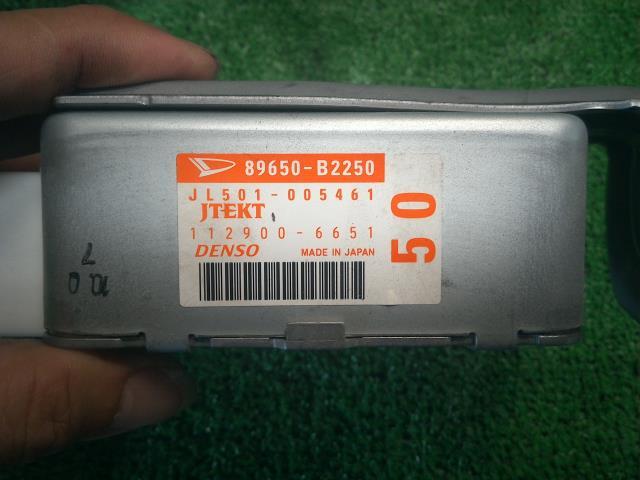 89650-B2250
JL501-005461
JTEKT
112900-6651
DENSO MADE IN JAPAN
50